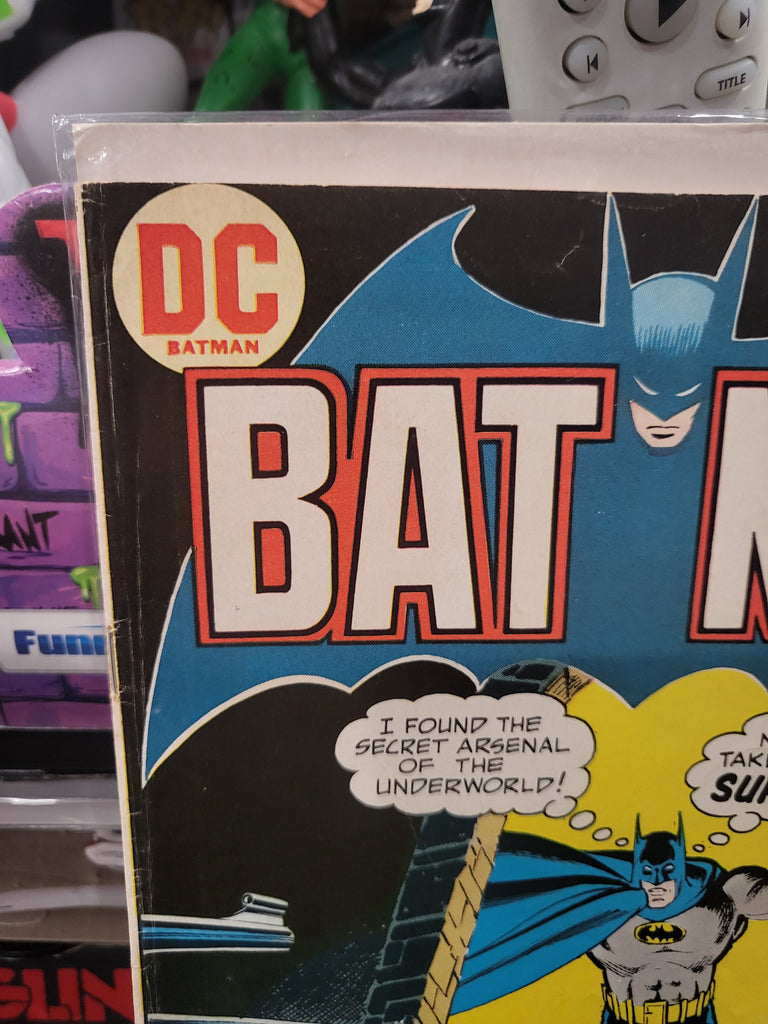 TITLE
DC
BATMAN
BAT
I FOUND THE
SECRET ARSENAL
OF THE
UNDERWORLD!